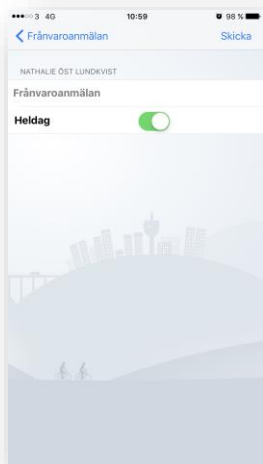 3 4G 10:59 98 %
Frånvaroanmälan Skicka
NATHALIE ÖST LUNDKVIST
Frånvaroanmälan
Heldag